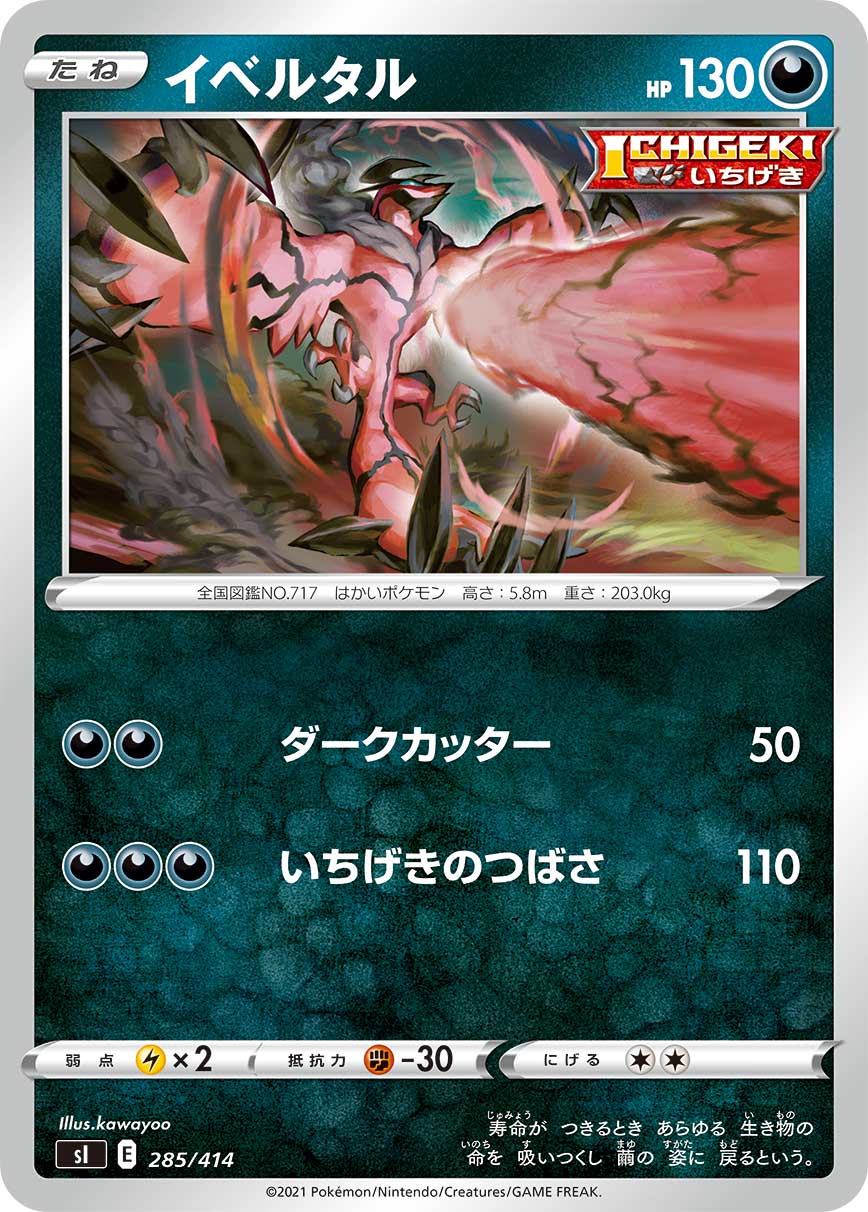 たね イベルタル HP 130
ICHIGEKI
いちげき
全国図鑑NO.717 はかいポケモン 高さ:5.8m 重さ:203.0kg
ダークカッター 50
いちげきのつばさ 110
弱点 ×2 抵抗力 -30 にげる
Illus.kawayoo
sI E 285/414
寿命が つきるとき あらゆる 生き物の
命を 吸いつくし 繭の 姿に 戻るという。
©2021 Pokémon/Nintendo/Creatures/GAME FREAK.